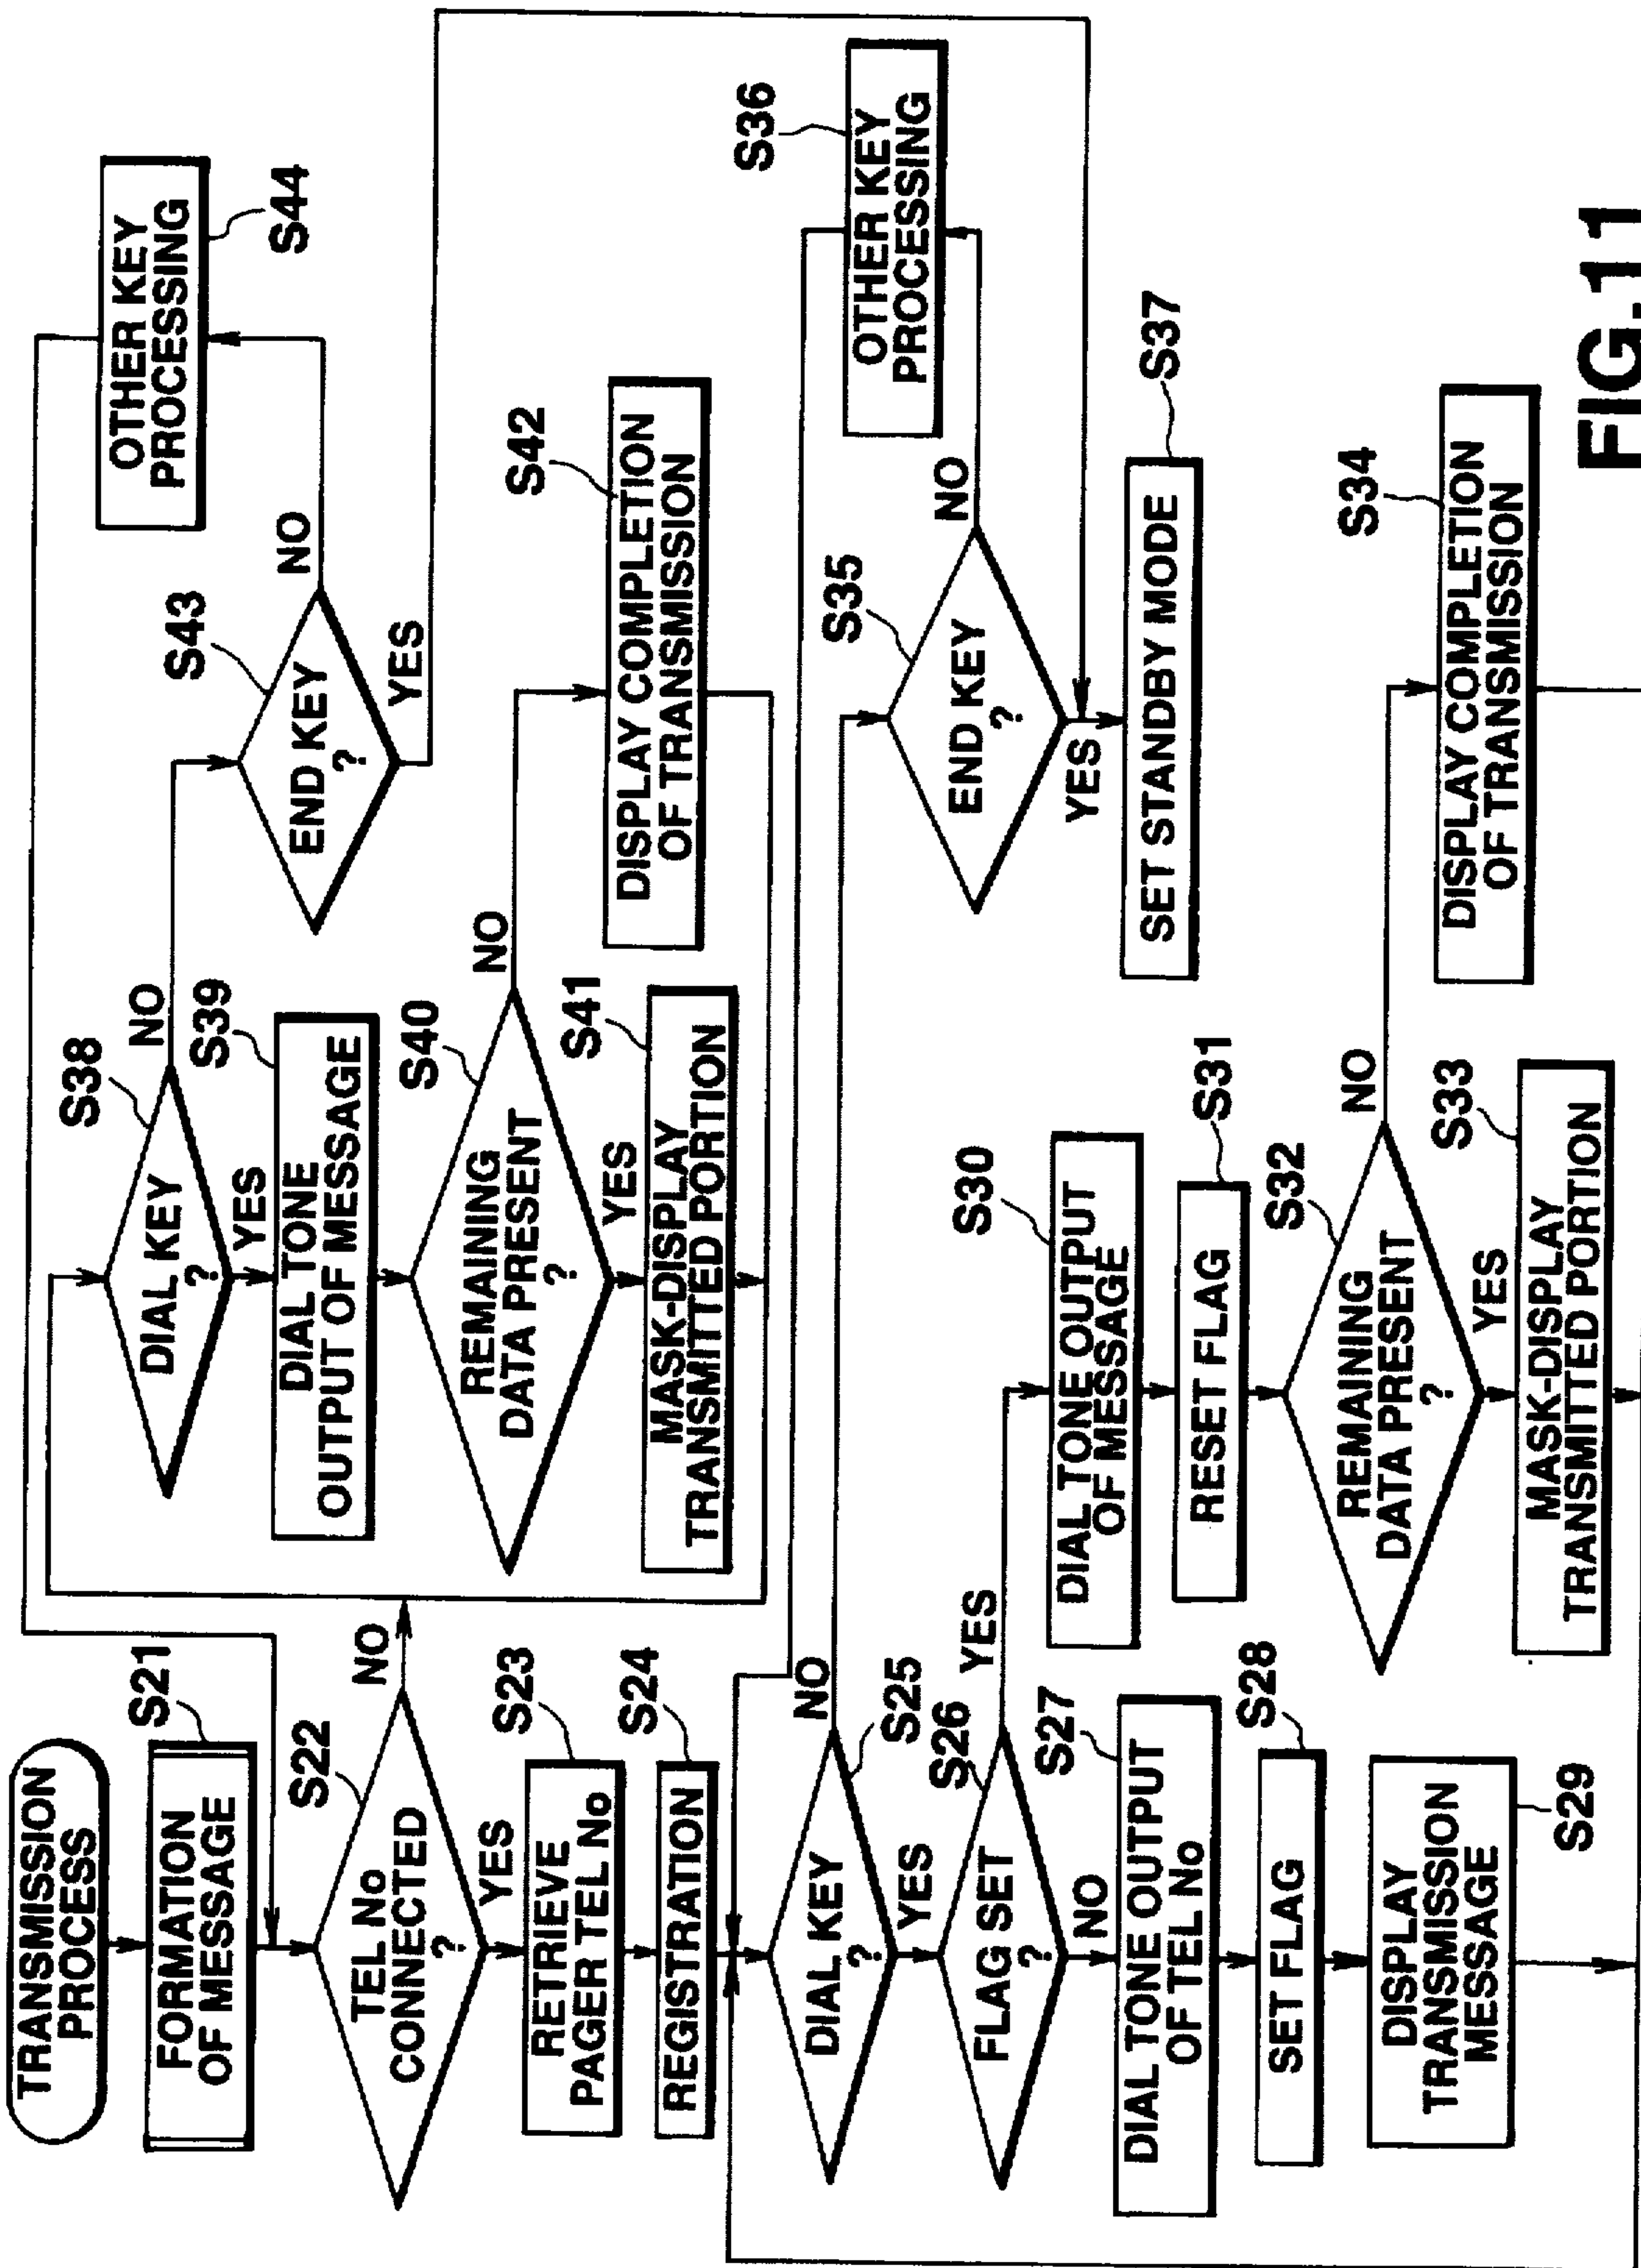 TRANSMISSION
PROCESS
FORMATION
OF MESSAGE
S21
TEL No
CONNECTED
?
S22
NO
YES
RETRIEVE
PAGER TEL No
S23
REGISTRATION
S24
DIAL KEY
?
S25
NO
YES
FLAG SET
?
S26
YES
NO
DIAL TONE OUTPUT
OF TEL No
S27
SET FLAG
S28
DISPLAY
TRANSMISSION
MESSAGE
S29
DIAL TONE OUTPUT
OF MESSAGE
S30
RESET FLAG
S31
REMAINING
DATA PRESENT
?
S32
NO
YES
MASK-DISPLAY
TRANSMITTED PORTION
S33
DISPLAY COMPLETION
OF TRANSMISSION
S34
END KEY
?
S35
NO
YES
OTHER KEY
PROCESSING
S36
SET STANDBY MODE
S37
DIAL KEY
?
S38
NO
YES
DIAL TONE
OUTPUT OF MESSAGE
S39
REMAINING
DATA PRESENT
?
S40
NO
YES
MASK-DISPLAY
TRANSMITTED PORTION
S41
DISPLAY COMPLETION
OF TRANSMISSION
S42
END KEY
?
S43
NO
YES
OTHER KEY
PROCESSING
S44
FIG.11